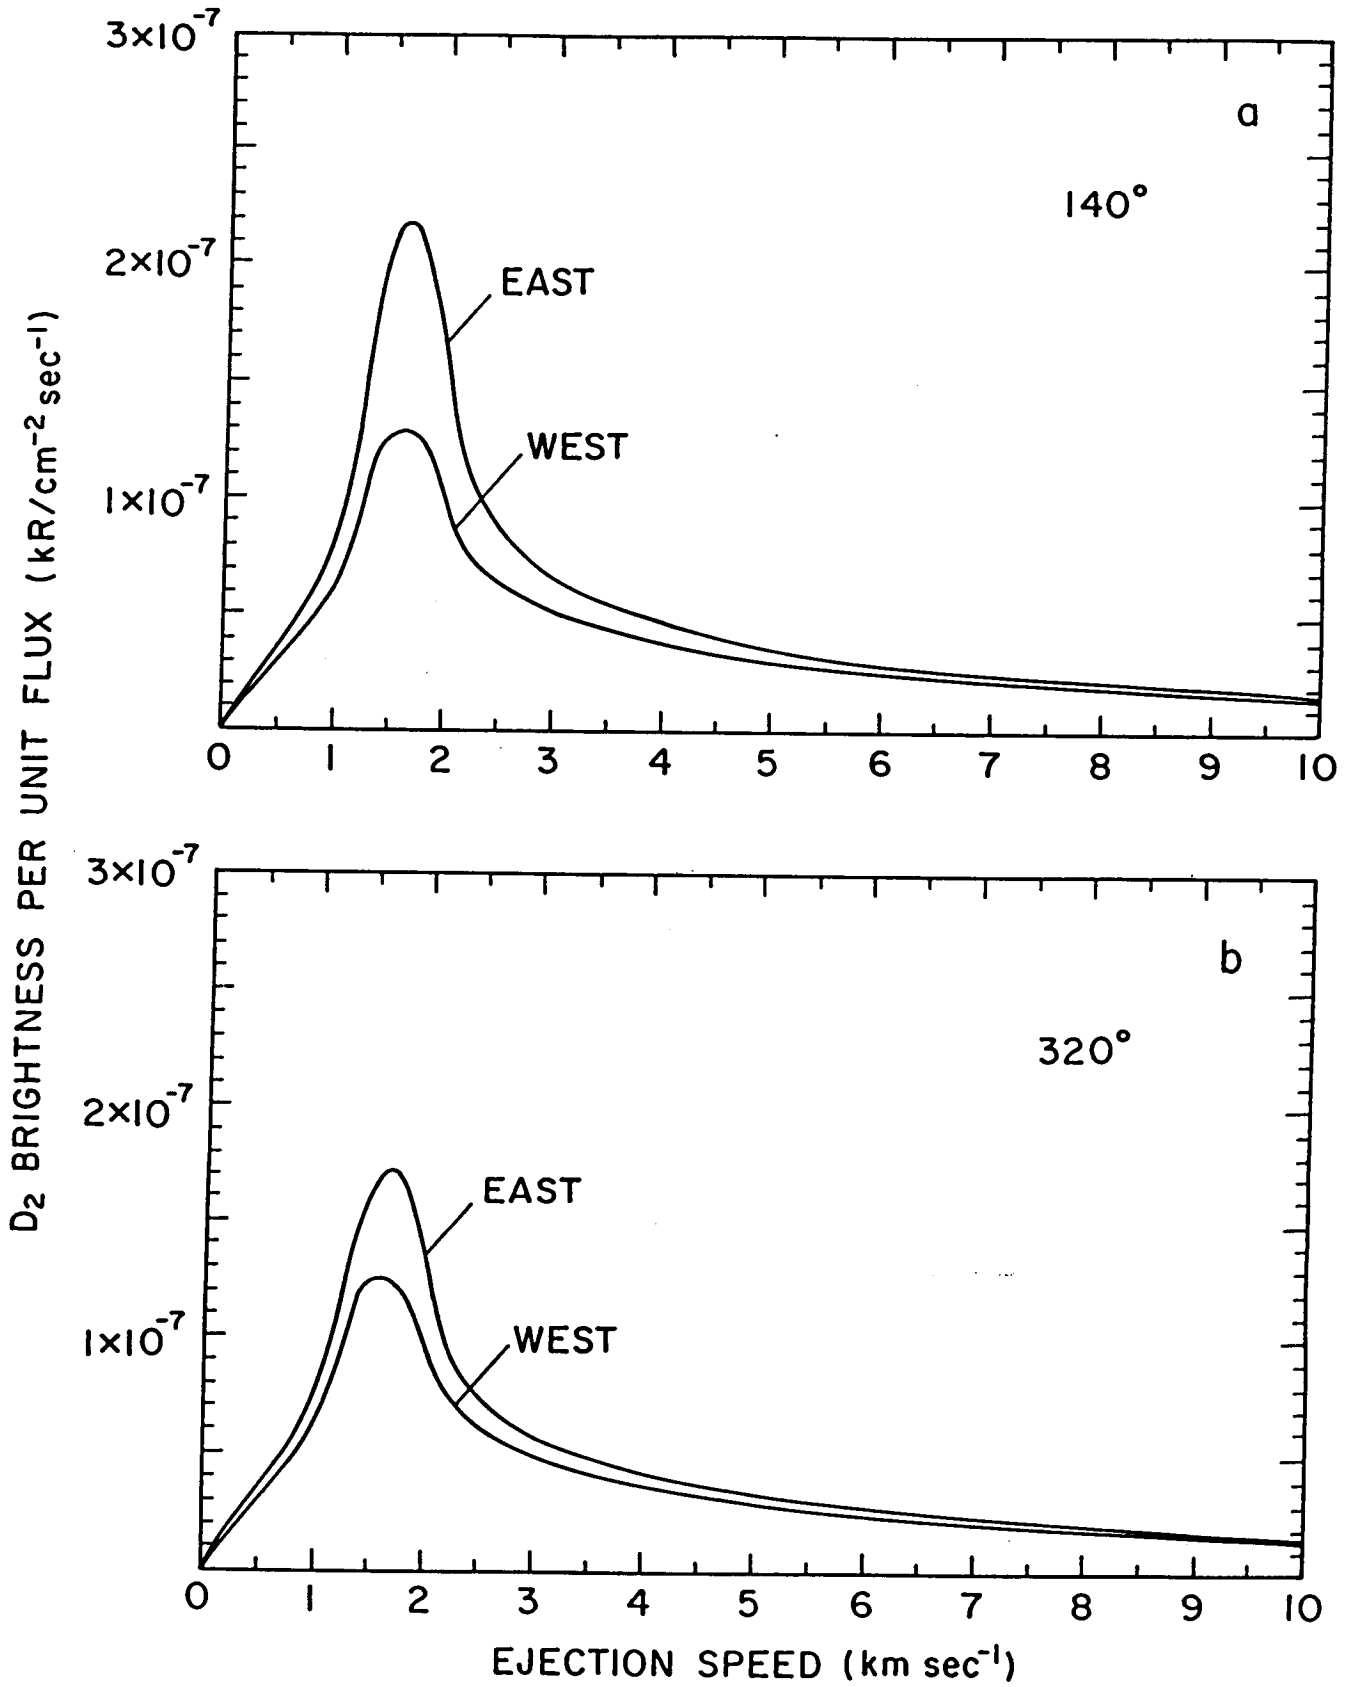 3×10⁻⁷
a
140°
2×10⁻⁷
EAST
WEST
1×10⁻⁷
0 1 2 3 4 5 6 7 8 9 10
D₂ BRIGHTNESS PER UNIT FLUX (kR/cm⁻² sec⁻¹)
3×10⁻⁷
b
320°
2×10⁻⁷
EAST
WEST
1×10⁻⁷
0 1 2 3 4 5 6 7 8 9 10
EJECTION SPEED (km sec⁻¹)